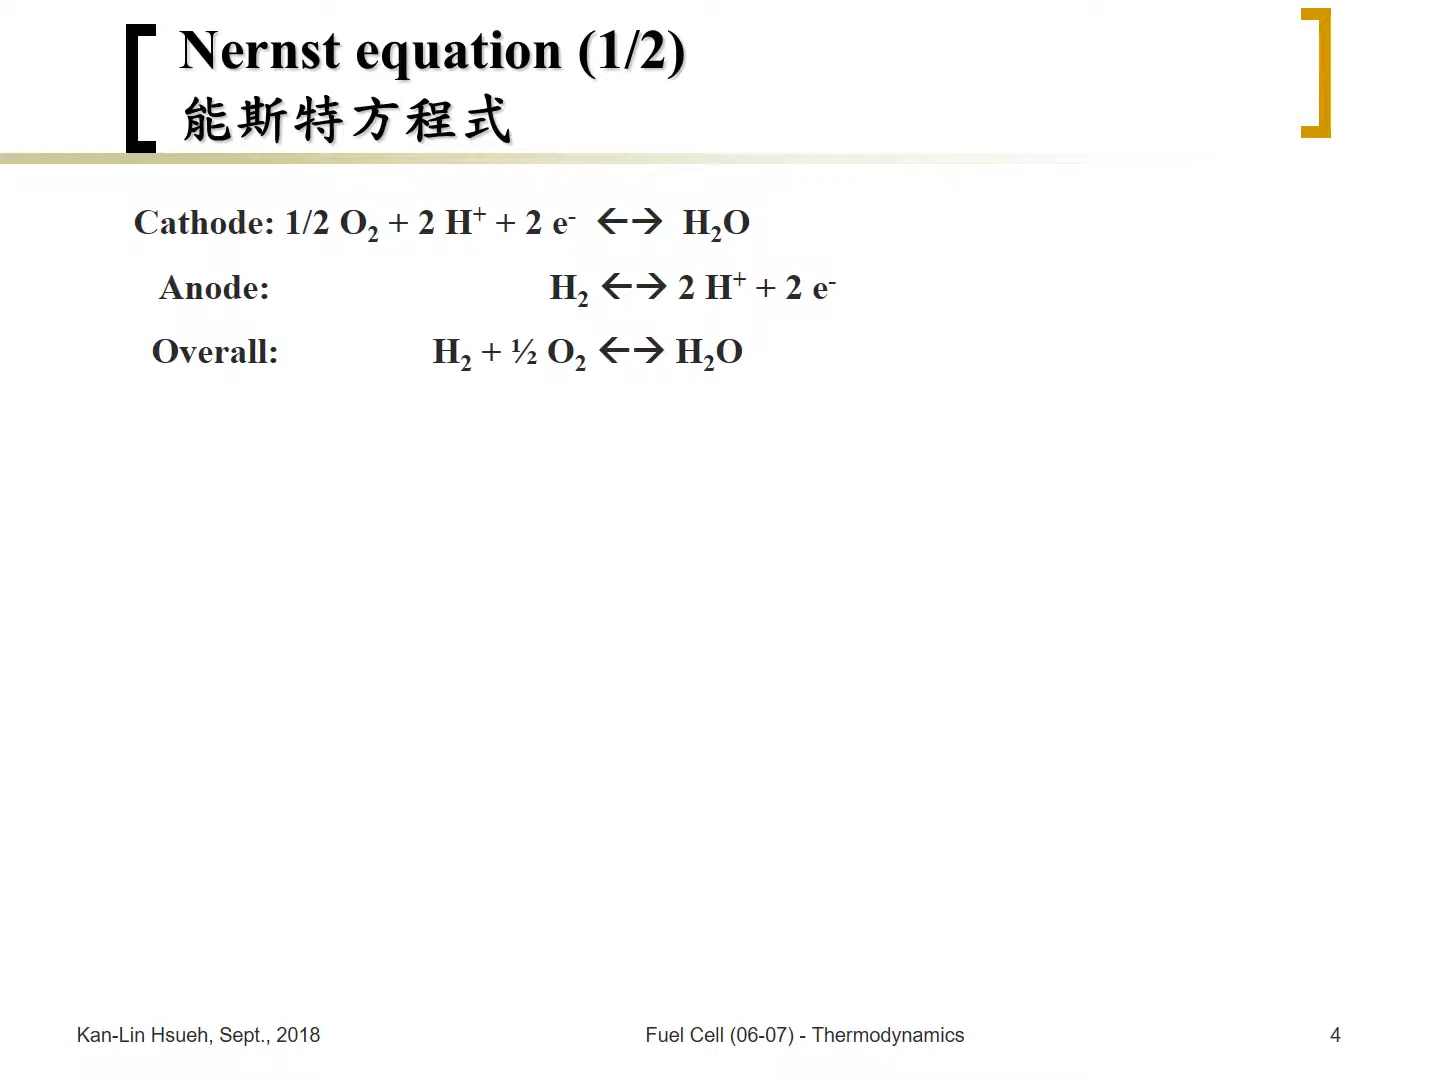 Nernst equation (1/2)
能斯特方程式
Cathode: 1/2 O₂ + 2 H⁺ + 2 e⁻ ←→ H₂O
Anode: H₂ ←→ 2 H⁺ + 2 e⁻
Overall: H₂ + ½ O₂ ←→ H₂O
Kan-Lin Hsueh, Sept., 2018
Fuel Cell (06-07) - Thermodynamics
4